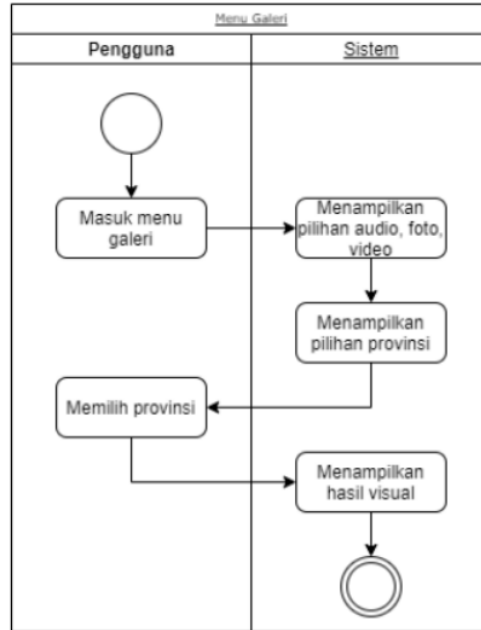 Menu Galeri
Pengguna
Sistem
Masuk menu
galeri
Menampilkan
pilihan audio, foto,
video
Menampilkan
pilihan provinsi
Memilih provinsi
Menampilkan
hasil visual